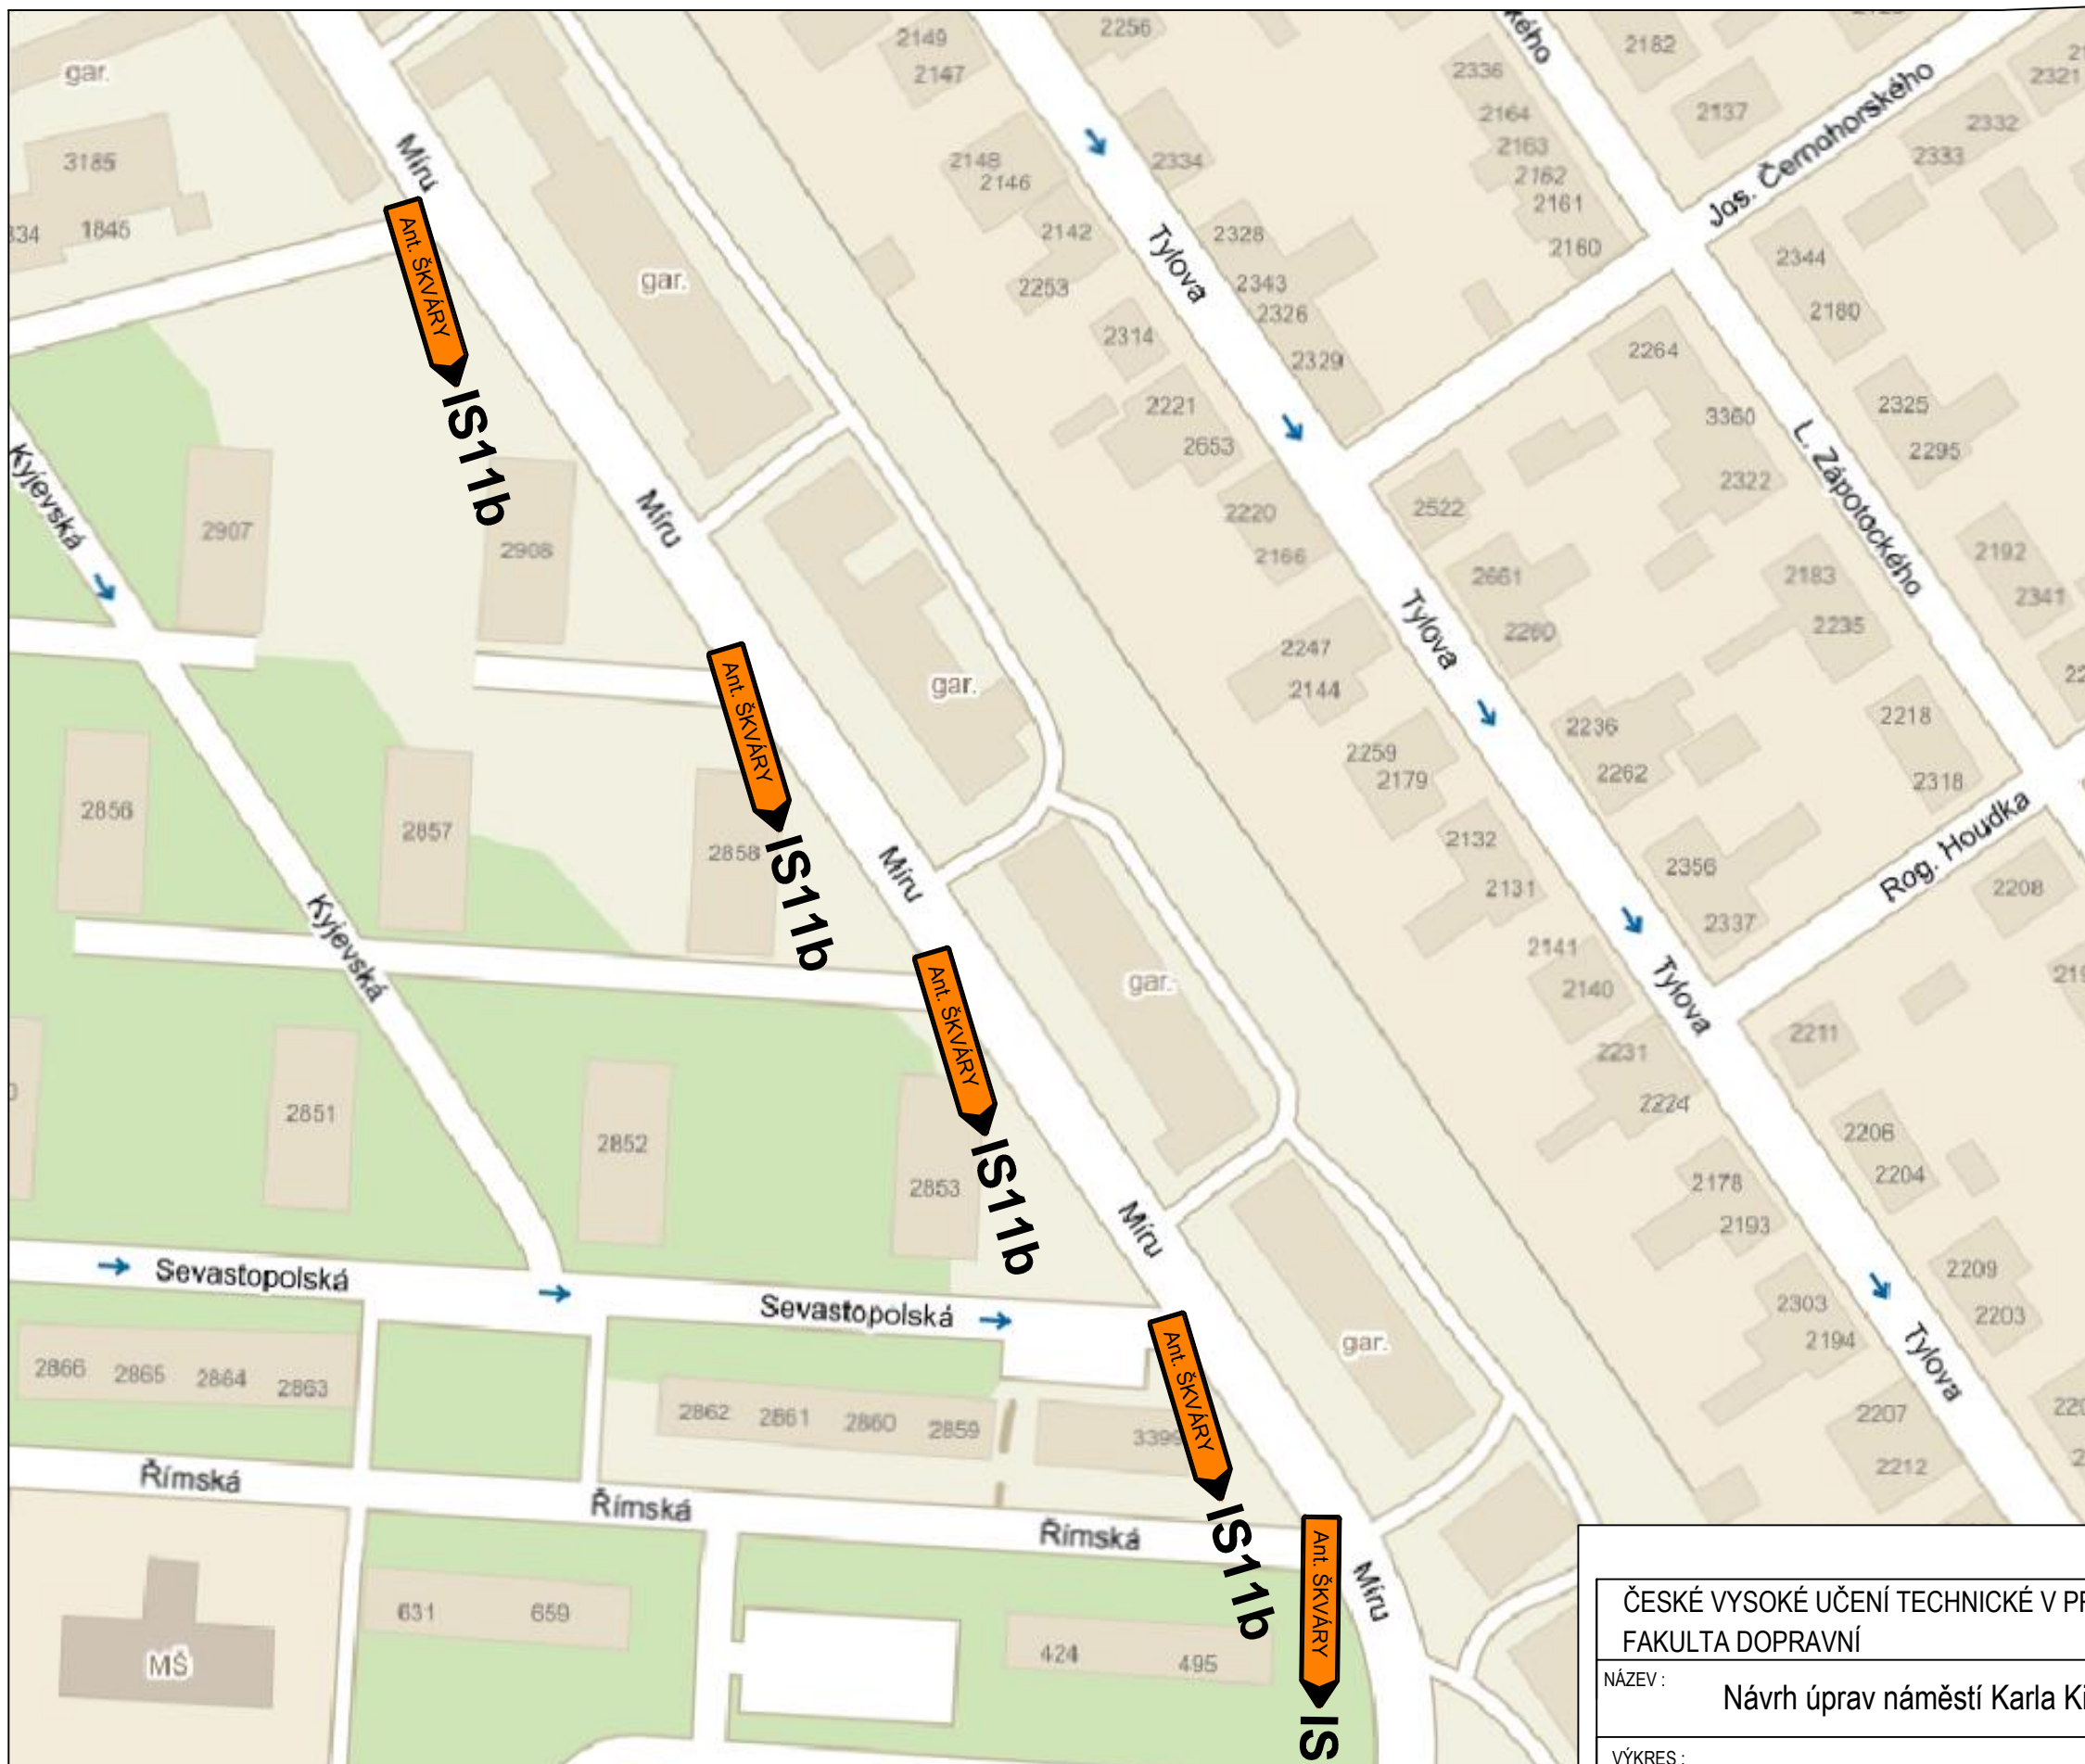 gar.
3185
1845
Míru
2149
2147
2256
2336
2164
2163
2162
2161
2160
2182
2137
Jos. Černohorského
2332
2333
2321
2148
2146
2142
2253
2334
2328
2343
2326
2329
Tylova
gar.
Ant. ŠKVÁRY
IS11b
2314
2221
2653
2220
2166
2344
2180
2264
3360
2322
2325
2295
L. Zápotockého
Kyjevská
2907
2908
Míru
2522
2661
2260
2183
2235
2192
2341
Tylova
2247
2144
gar.
Ant. ŠKVÁRY
IS11b
2259
2179
2236
2262
2218
2318
2856
2857
2858
Míru
2132
2131
2356
2337
Rog. Houdka
2208
Kyjevská
gar.
2141
2140
Tylova
Ant. ŠKVÁRY
IS11b
2231
2224
2211
2206
2204
2851
2852
2853
Míru
2178
2193
2209
2203
Sevastopolská
Sevastopolská
2303
2194
Tylova
gar.
Ant. ŠKVÁRY
IS11b
2866 2865 2864 2863
2862 2861 2860 2859
3399
2207
2212
Římská
Římská
Římská
Ant. ŠKVÁRY
IS
Míru
631 659
424 495
MŠ
ČESKÉ VYSOKÉ UČENÍ TECHNICKÉ V
FAKULTA DOPRAVNÍ
NÁZEV :
Návrh úprav náměstí Karla
VÝKRES :